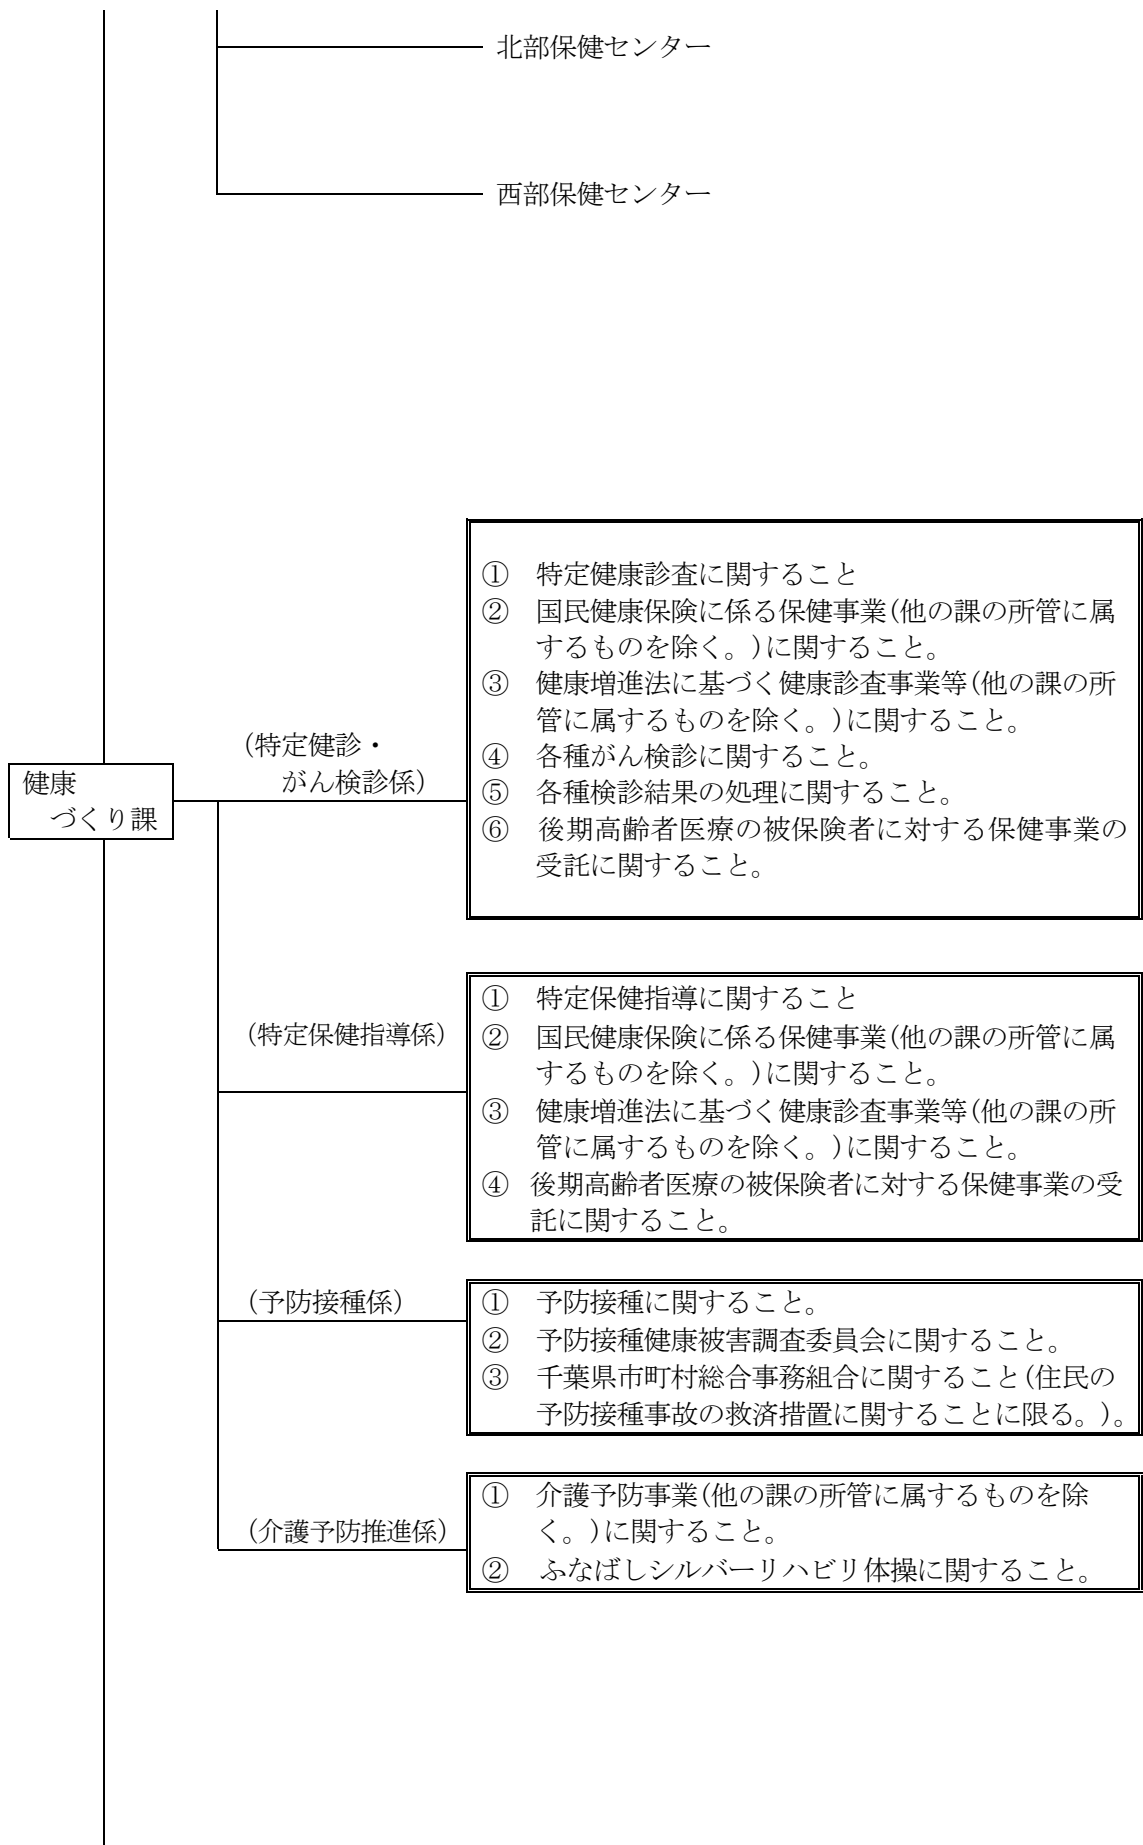 北部保健センター
西部保健センター
健康
づくり課
(特定健診・
がん検診係)
① 特定健康診査に関すること
② 国民健康保険に係る保健事業(他の課の所管に属
するものを除く。)に関すること。
③ 健康増進法に基づく健康診査事業等(他の課の所
管に属するものを除く。)に関すること。
④ 各種がん検診に関すること。
⑤ 各種検診結果の処理に関すること。
⑥ 後期高齢者医療の被保険者に対する保健事業の
受託に関すること。
(特定保健指導係)
① 特定保健指導に関すること
② 国民健康保険に係る保健事業(他の課の所管に属
するものを除く。)に関すること。
③ 健康増進法に基づく健康診査事業等(他の課の所
管に属するものを除く。)に関すること。
④ 後期高齢者医療の被保険者に対する保健事業の受
託に関すること。
(予防接種係)
① 予防接種に関すること。
② 予防接種健康被害調査委員会に関すること。
③ 千葉県市町村総合事務組合に関すること(住民の
予防接種事故の救済措置に関することに限る。)。
(介護予防推進係)
① 介護予防事業(他の課の所管に属するものを除
く。)に関すること。
② ふなばしシルバーリハビリ体操に関すること。